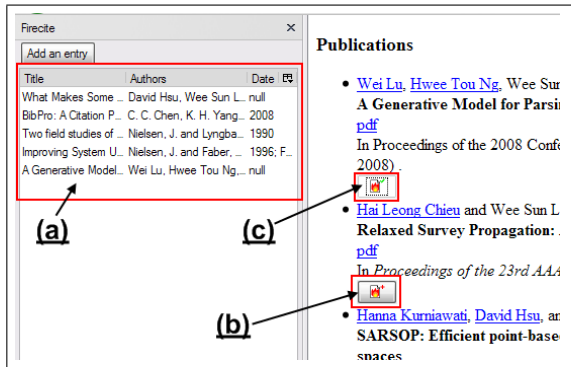 Firecite
Add an entry
Title Authors Date
What Makes Some ... David Hsu, Wee Sun L... null
BibPro: A Citation P... C. C. Chen, K. H. Yang... 2008
Two field studies of ... Nielsen, J. and Lyngba... 1990
Improving System U... Nielsen, J. and Faber, ... 1996; F...
A Generative Model... Wei Lu, Hwee Tou Ng,... null
(a)
(c)
(b)
Publications
Wei Lu, Hwee Tou Ng, Wee Sun
A Generative Model for Parsin
pdf
In Proceedings of the 2008 Confe
2008) .
Hai Leong Chieu and Wee Sun L
Relaxed Survey Propagation:
pdf
In Proceedings of the 23rd AAA
Hanna Kurniawati, David Hsu, an
SARSOP: Efficient point-base
spaces